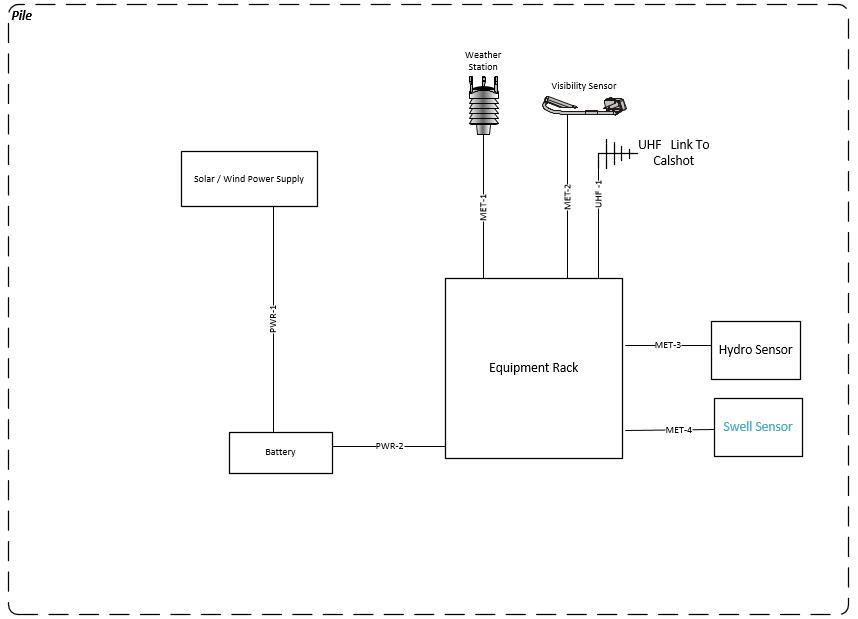 Pile
Weather
Station
Visibility Sensor
UHF Link To
Calshot
Solar / Wind Power Supply
MET-1
MET-2
UHF -1
PWR-1
Equipment Rack
MET-3
Hydro Sensor
MET-4
Swell Sensor
Battery
PWR-2